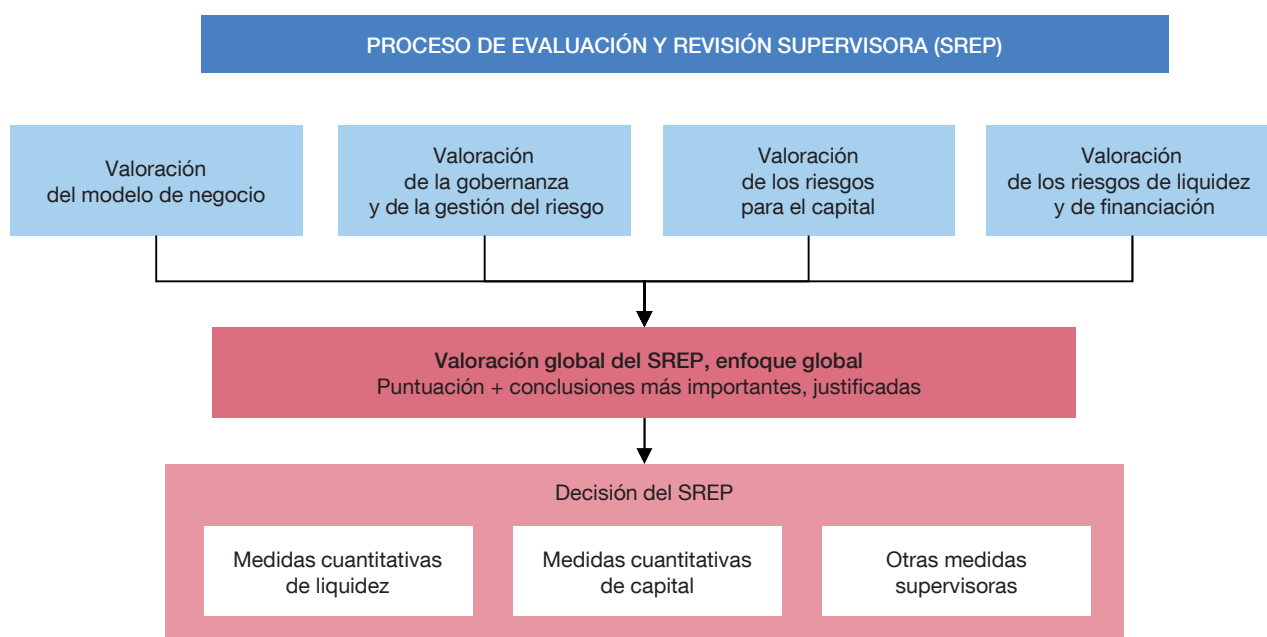 PROCESO DE EVALUACIÓN Y REVISIÓN SUPERVISORA (SREP)
Valoración
del modelo de negocio
Valoración
de la gobernanza
y de la gestión del riesgo
Valoración
de los riesgos
para el capital
Valoración
de los riesgos de liquidez
y de financiación
Valoración global del SREP, enfoque global
Puntuación + conclusiones más importantes, justificadas
Decisión del SREP
Medidas cuantitativas
de liquidez
Medidas cuantitativas
de capital
Otras medidas
supervisoras